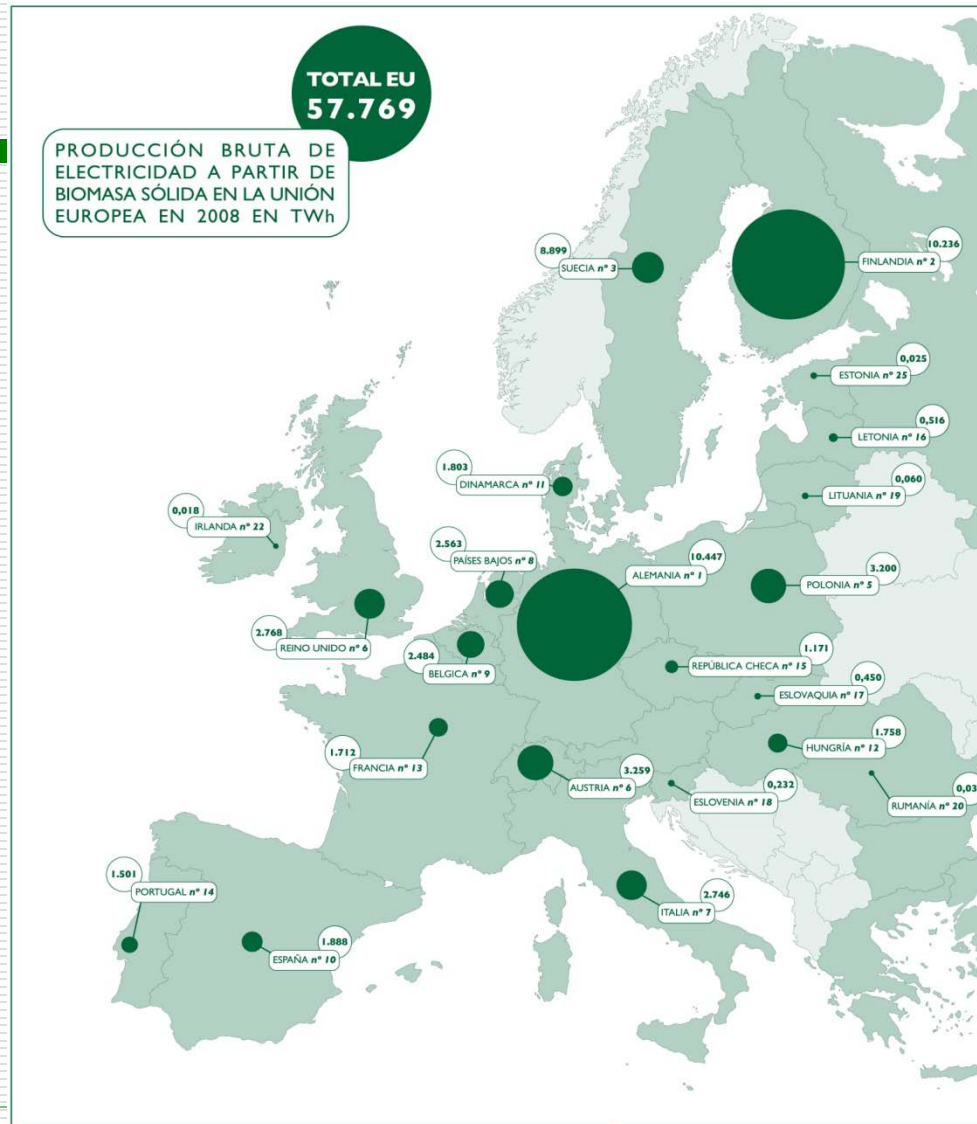 TOTAL EU
57.769
PRODUCCIÓN BRUTA DE
ELECTRICIDAD A PARTIR DE
BIOMASA SÓLIDA EN LA UNIÓN
EUROPEA EN 2008 EN TWh
8.899
SUECIA nº 3
10.236
FINLANDIA nº 2
0,025
ESTONIA nº 25
0,516
LETONIA nº 16
1.803
DINAMARCA nº 11
0,060
LITUANIA nº 19
0,018
IRLANDA nº 22
2.563
PAÍSES BAJOS nº 8
10.447
ALEMANIA nº 1
3.200
POLONIA nº 5
2.768
REINO UNIDO nº 6
2.484
BELGICA nº 9
1.171
REPÚBLICA CHECA nº 15
0,450
ESLOVAQUIA nº 17
1.712
FRANCIA nº 13
1.758
HUNGRÍA nº 12
3.259
AUSTRIA nº 6
0,232
ESLOVENIA nº 18
0,03
RUMANÍA nº 20
1.501
PORTUGAL nº 14
2.746
ITALIA nº 7
1.888
ESPAÑA nº 10